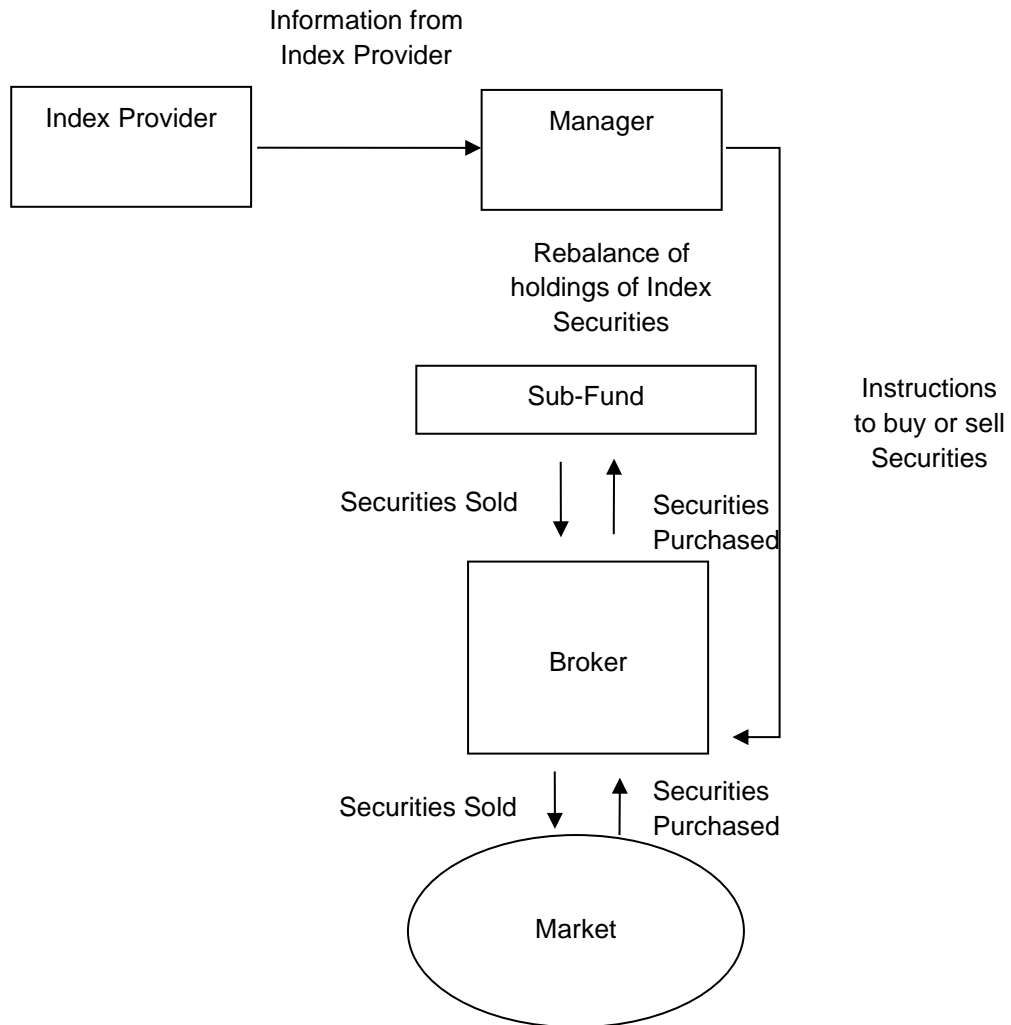 Information from
Index Provider
Index Provider
Manager
Rebalance of
holdings of Index
Securities
Sub-Fund
Instructions
to buy or sell
Securities
Securities Sold
Securities
Purchased
Broker
Securities Sold
Securities
Purchased
Market